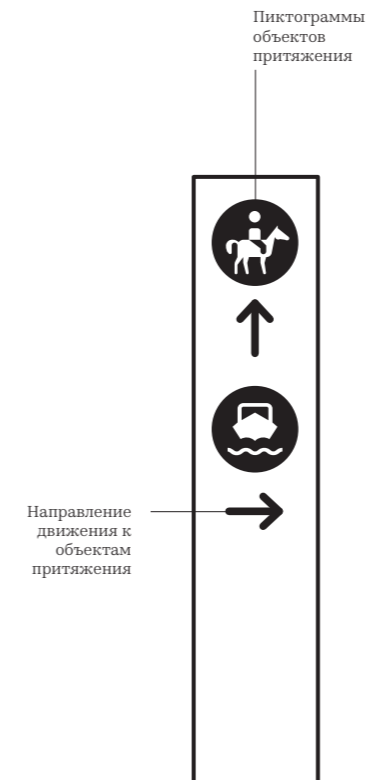 Пиктограммы
объектов
притяжения
Направление
движения к
объектам
притяжения